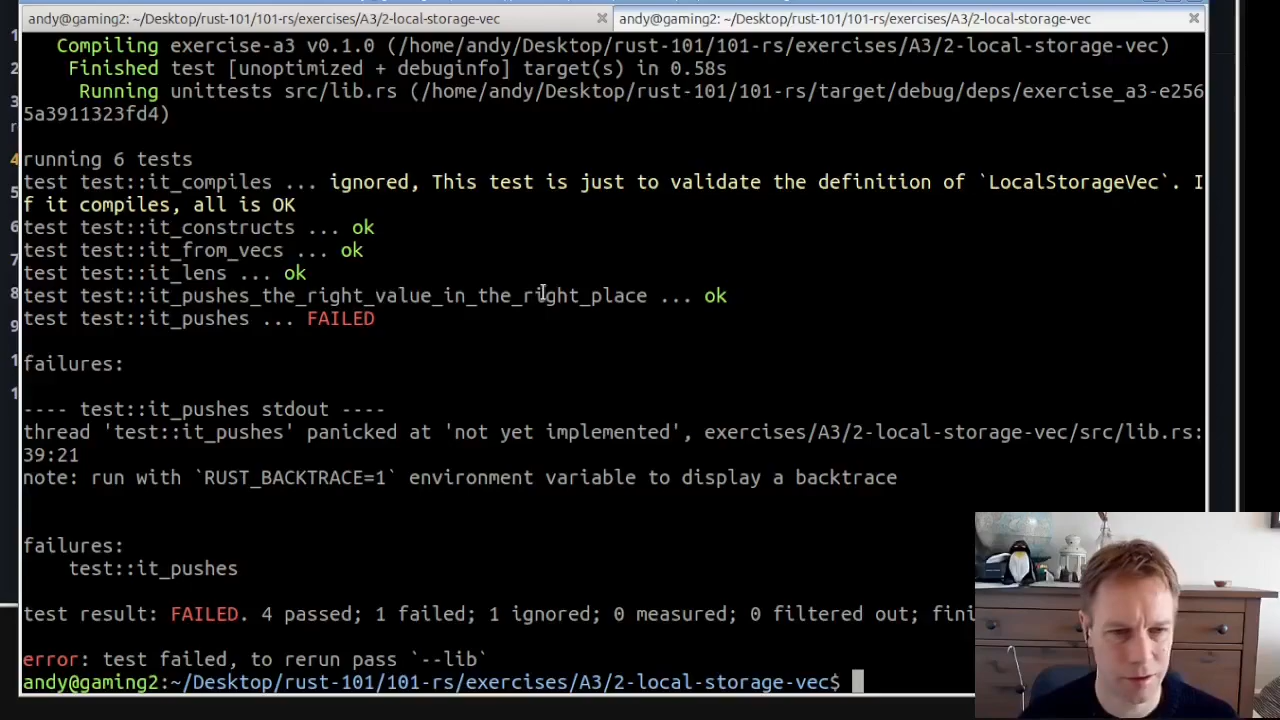 andy@gaming2: ~/Desktop/rust-101/101-rs/exercises/A3/2-local-storage-vec
andy@gaming2: ~/Desktop/rust-101/101-rs/exercises/A3/2-local-storage-vec
Compiling exercise-a3 v0.1.0 (/home/andy/Desktop/rust-101/101-rs/exercises/A3/2-local-storage-vec)
Finished test [unoptimized + debuginfo] target(s) in 0.58s
Running unittests src/lib.rs (/home/andy/Desktop/rust-101/101-rs/target/debug/deps/exercise_a3-e256
5a3911323fd4)
running 6 tests
test test::it_compiles ... ignored, This test is just to validate the definition of `LocalStorageVec`. I
f it compiles, all is OK
test test::it_constructs ... ok
test test::it_from_vecs ... ok
test test::it_lens ... ok
test test::it_pushes_the_right_value_in_the_right_place ... ok
test test::it_pushes ... FAILED
failures:
---- test::it_pushes stdout ----
thread 'test::it_pushes' panicked at 'not yet implemented', exercises/A3/2-local-storage-vec/src/lib.rs:
39:21
note: run with `RUST_BACKTRACE=1` environment variable to display a backtrace
failures:
test::it_pushes
test result: FAILED. 4 passed; 1 failed; 1 ignored; 0 measured; 0 filtered out; fini
error: test failed, to rerun pass `--lib`
andy@gaming2:~/Desktop/rust-101/101-rs/exercises/A3/2-local-storage-vec$